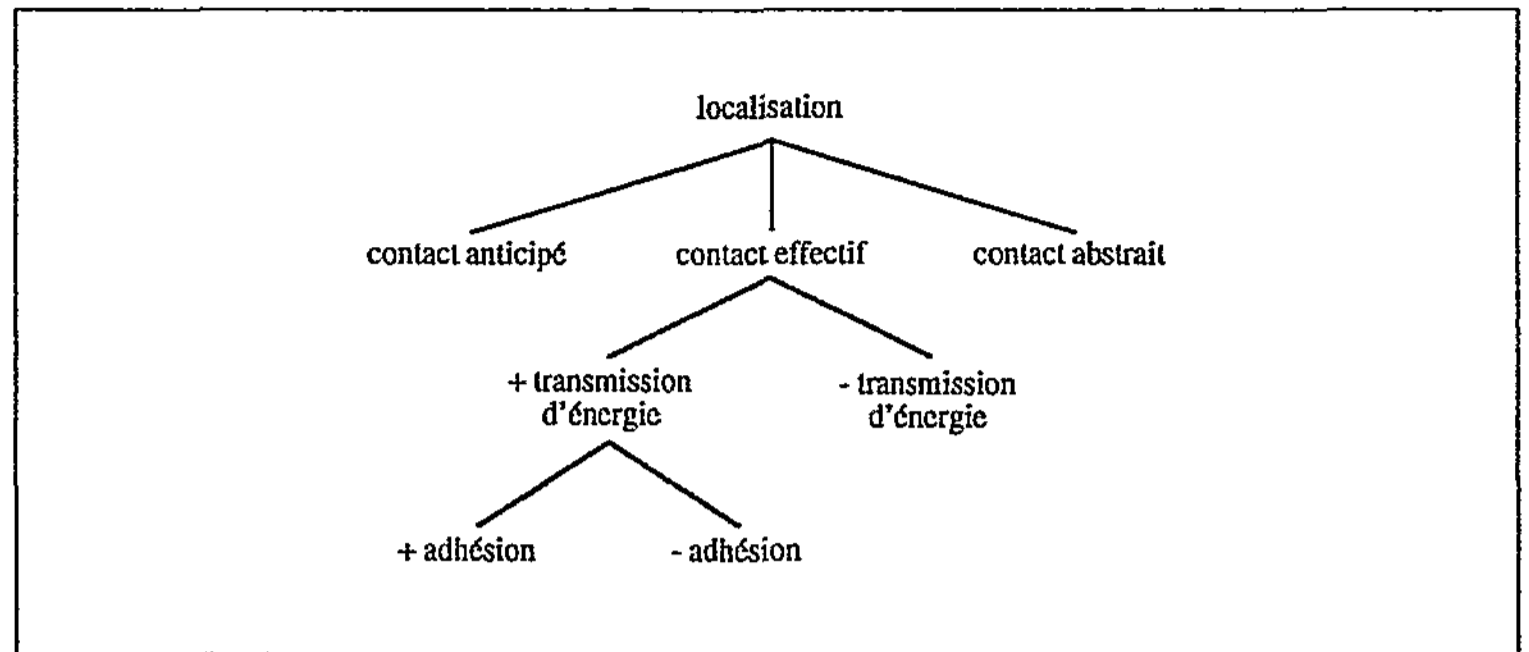 localisation
contact anticipé contact effectif contact abstrait
+ transmission - transmission
d'énergie d'énergie
+ adhésion - adhésion